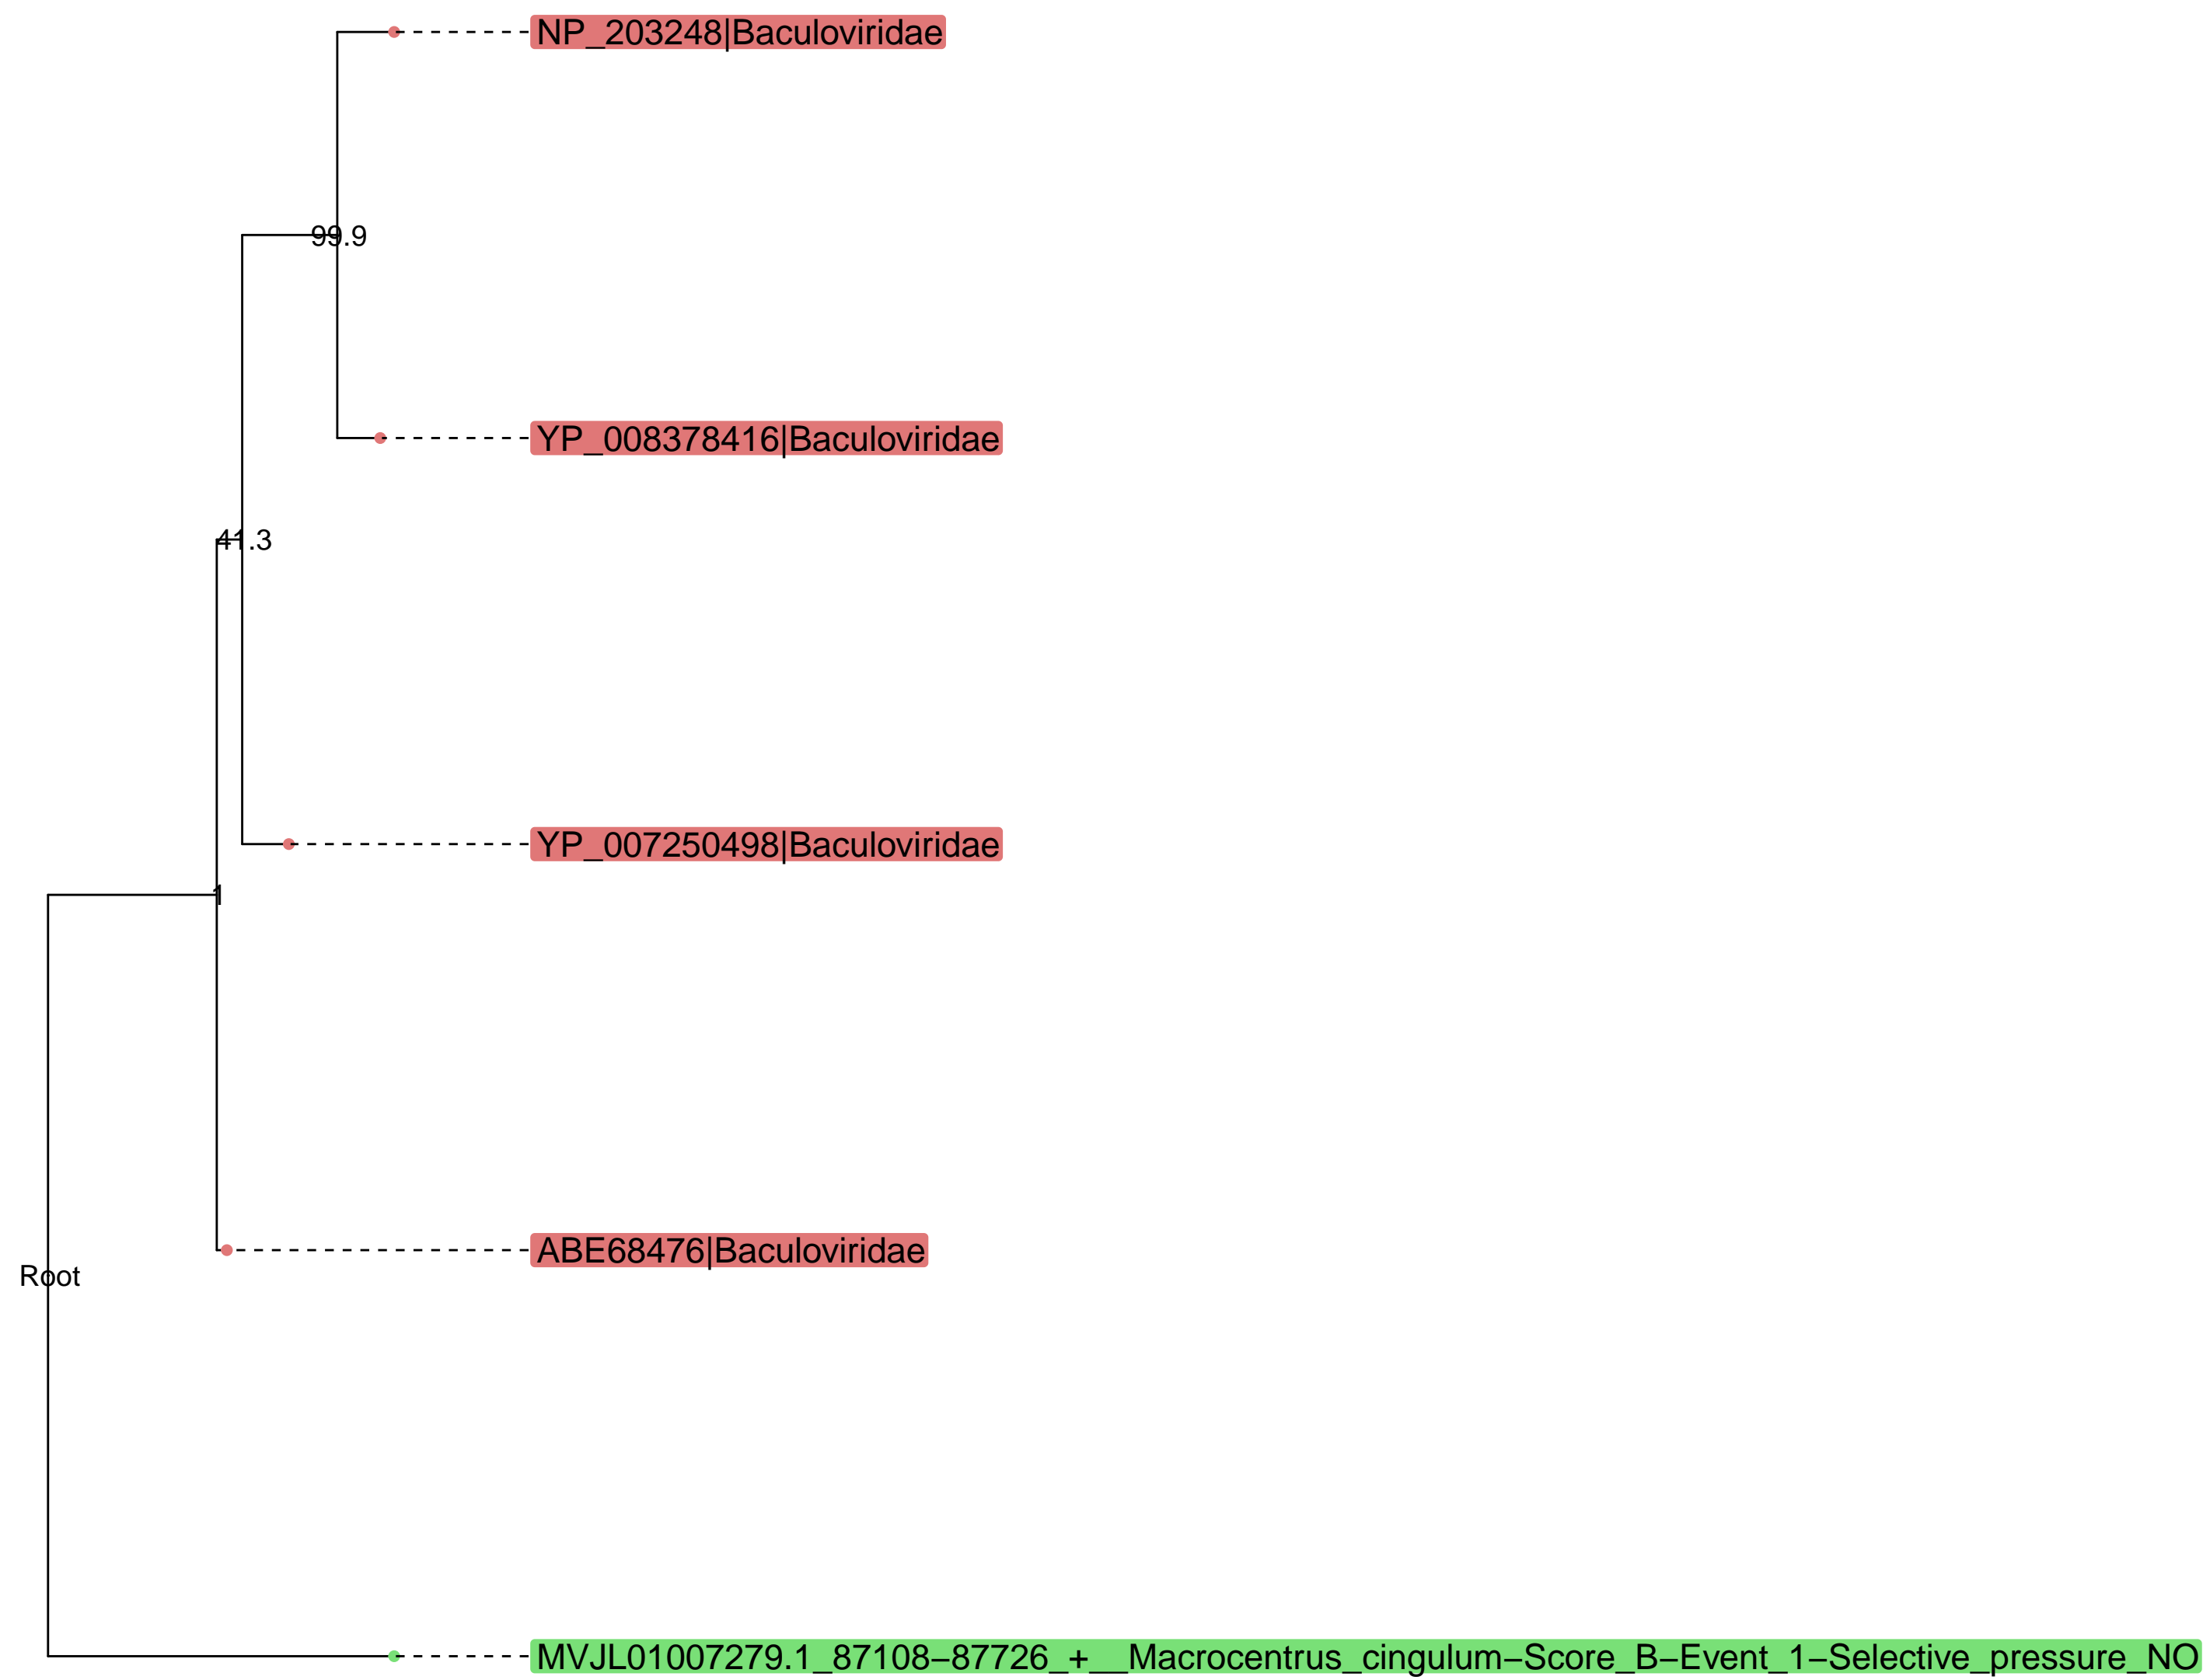 NP_203248|Baculoviridae
99.9
YP_008378416|Baculoviridae
41.3
YP_007250498|Baculoviridae
1
ABE68476|Baculoviridae
Root
MVJL01007279.1_87108−87726_+__Macrocentrus_cingulum−Score_B−Event_1−Selective_pressure_NO